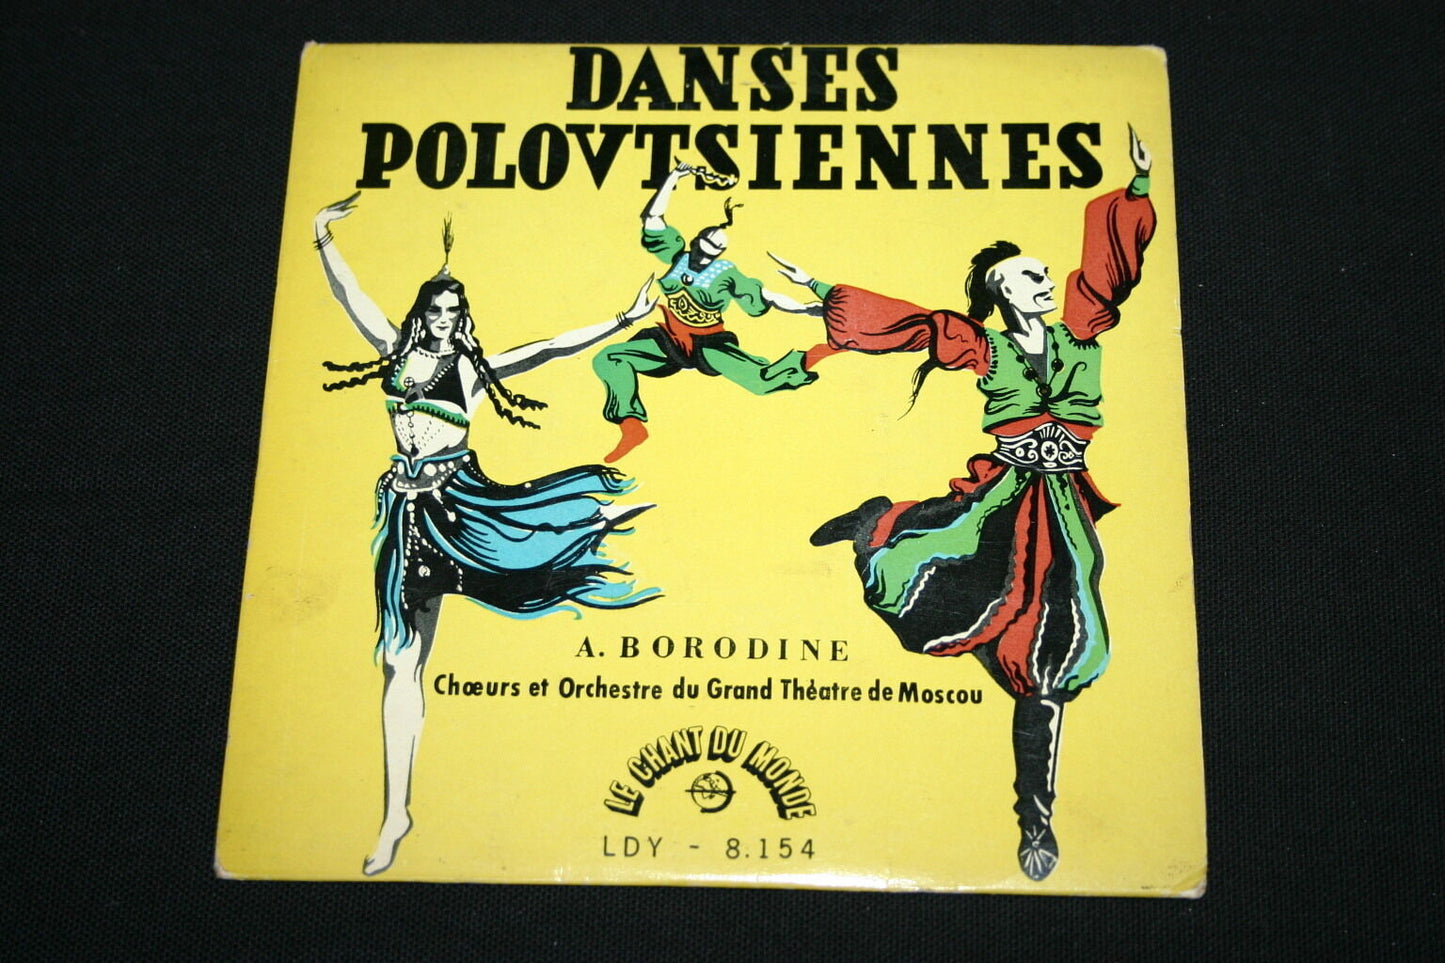 DANSES
POLOVTSIENNES
A. BORODINE
Chœurs et Orchestre du Grand Théatre de Moscou
LE CHANT DU MONDE
LDY - 8.154